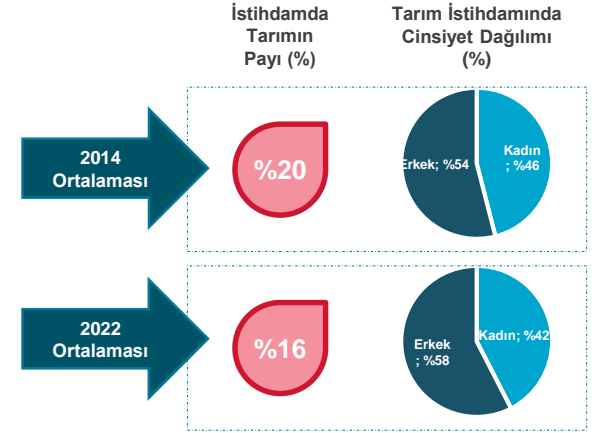 İstihdamda
Tarımın
Payı (%)
Tarım İstihdamında
Cinsiyet Dağılımı
(%)
2014
Ortalaması
%20
Erkek; %54
Kadın
; %46
2022
Ortalaması
%16
Erkek
; %58
Kadın; %42